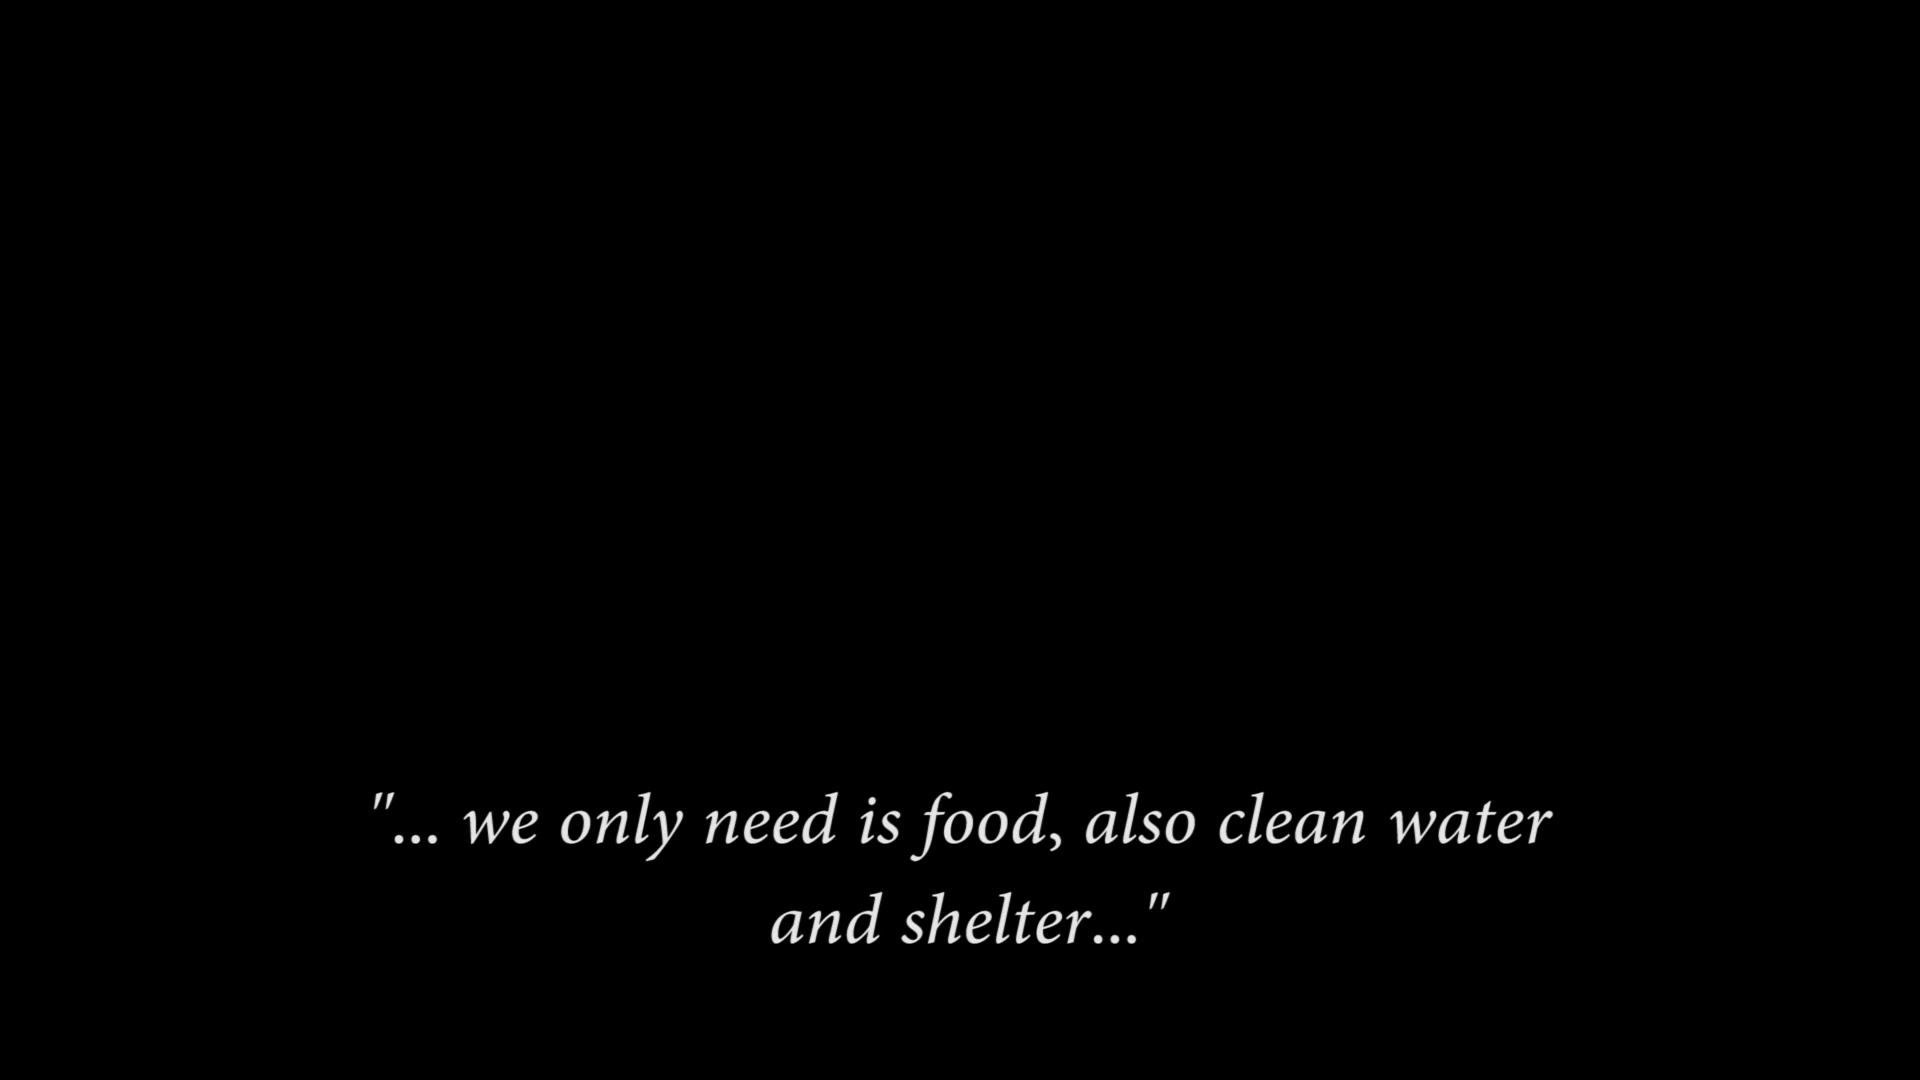 "... we only need is food, also clean water
and shelter..."